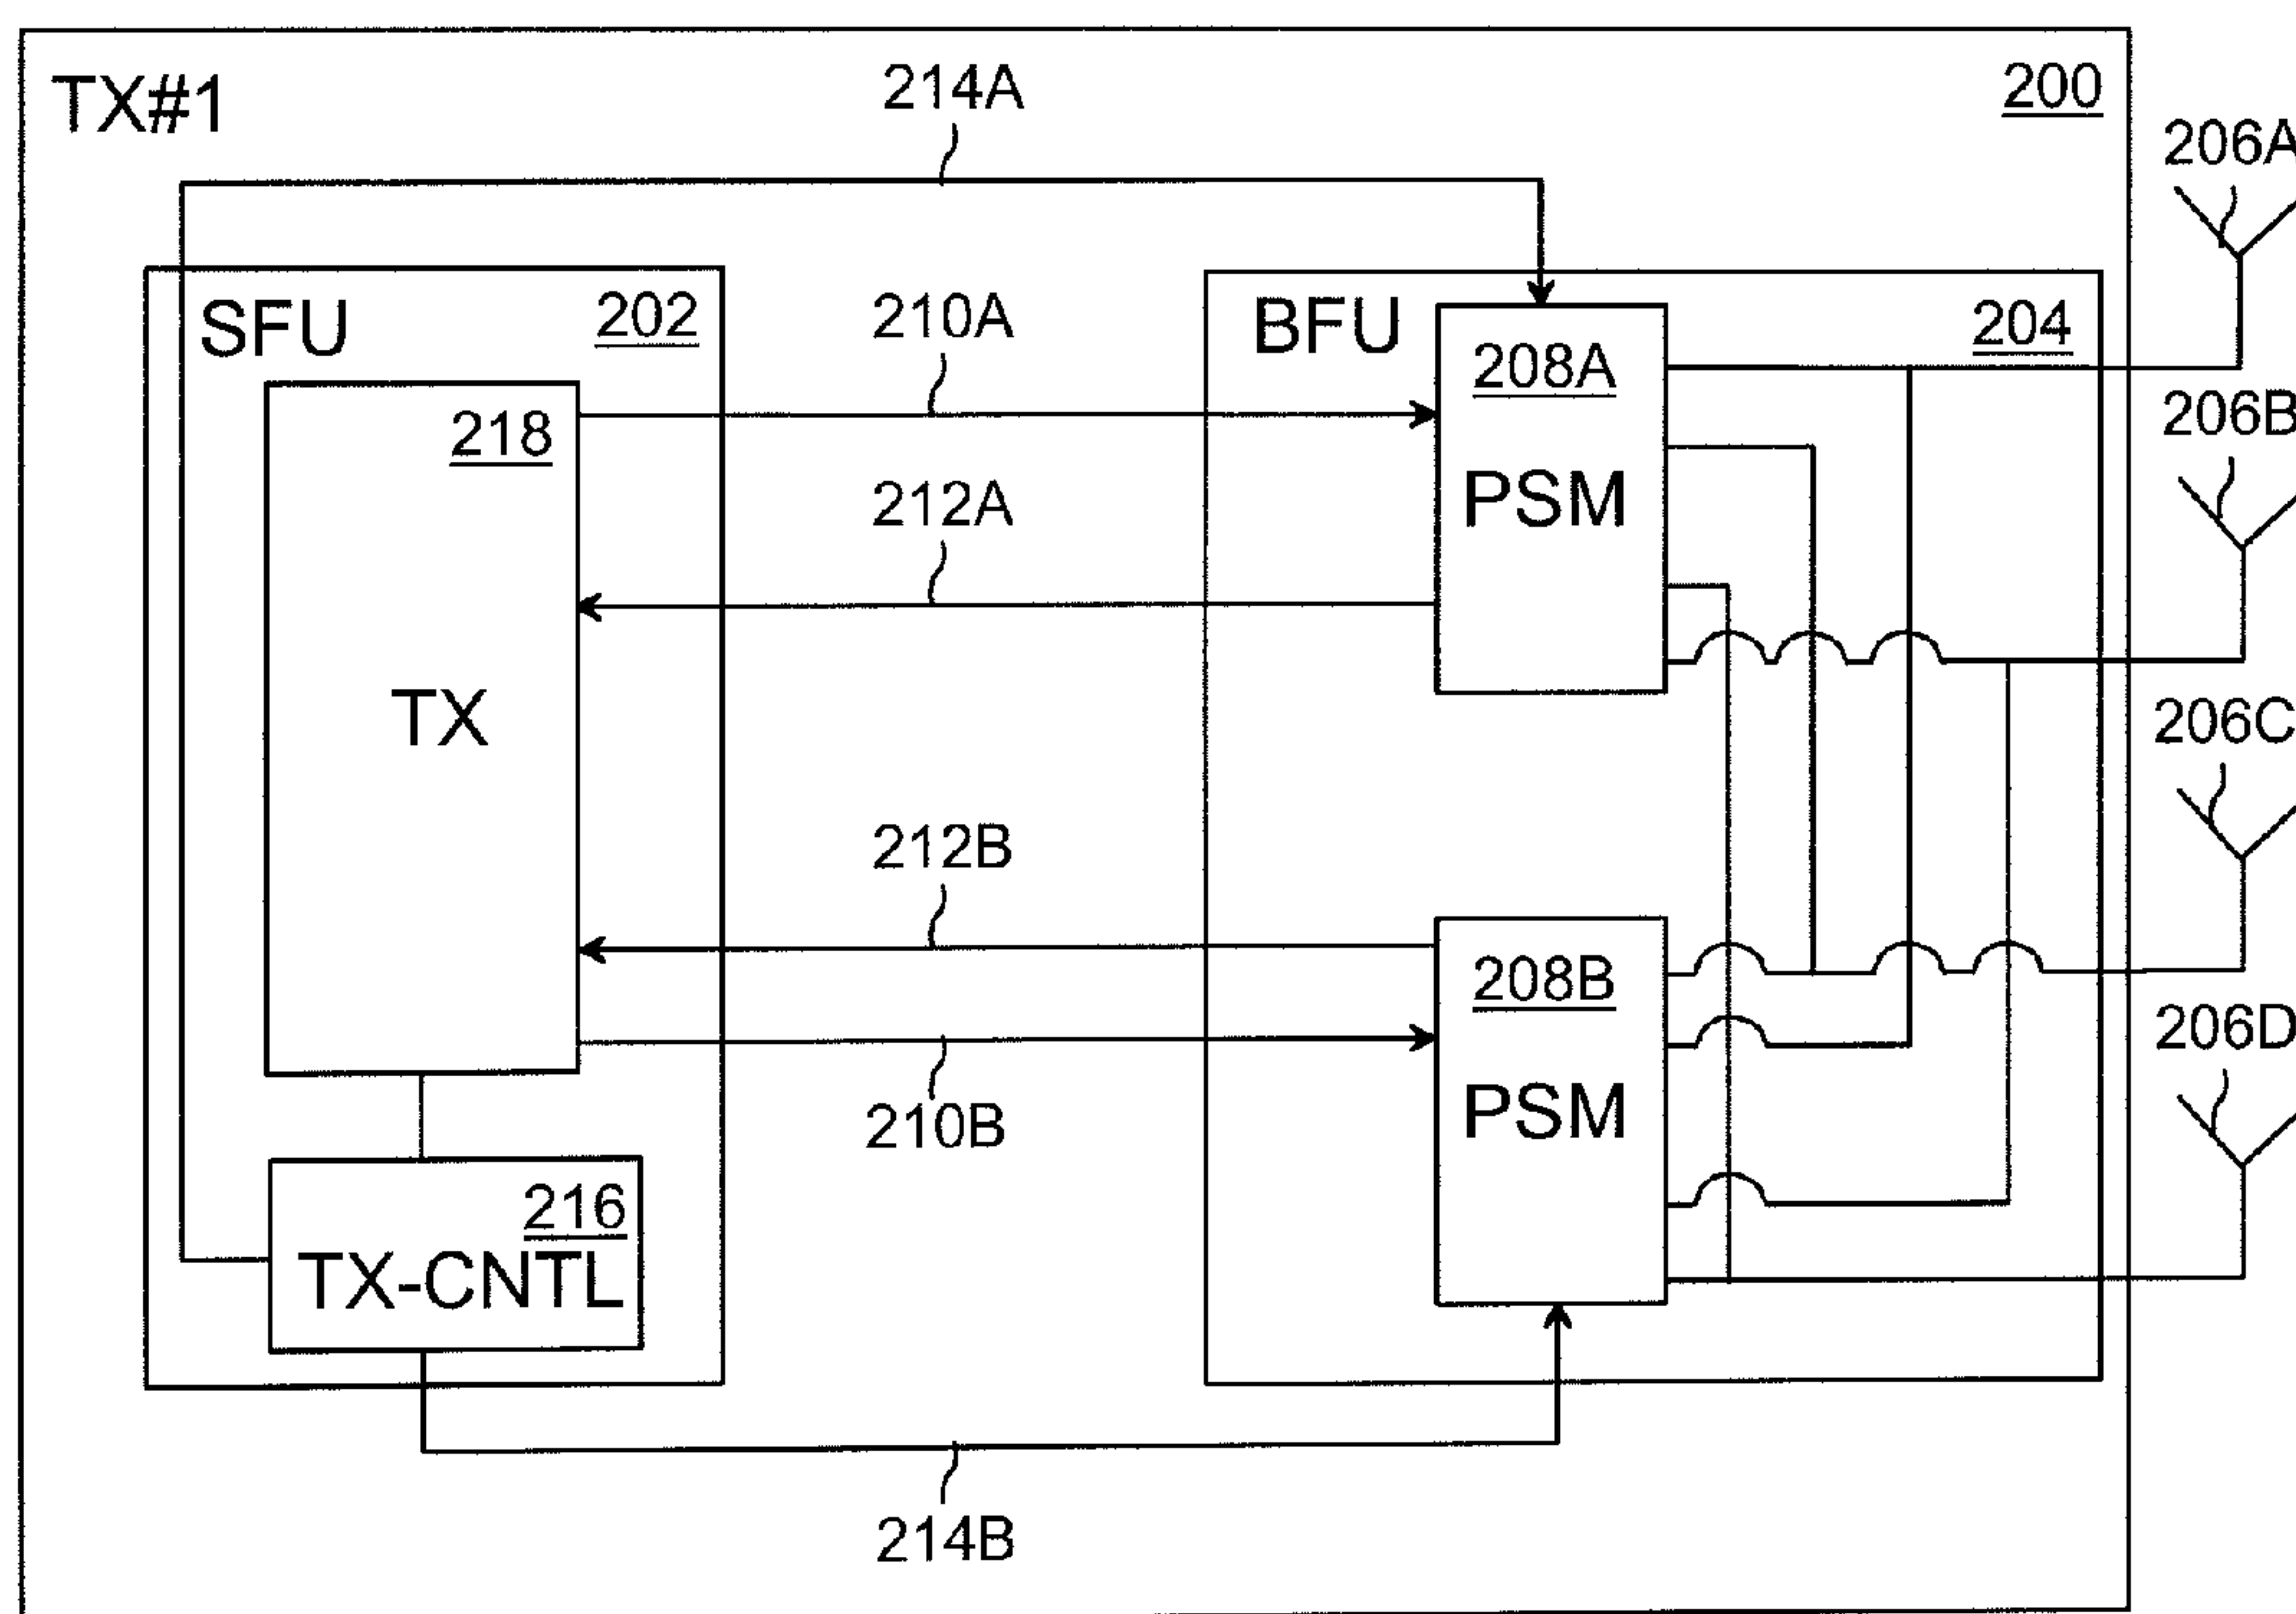 TX#1
200
214A
206A
SFU
202
210A
BFU
208A
PSM
204
218
TX
212A
206B
206C
212B
208B
PSM
210B
206D
216
TX-CNTL
214B